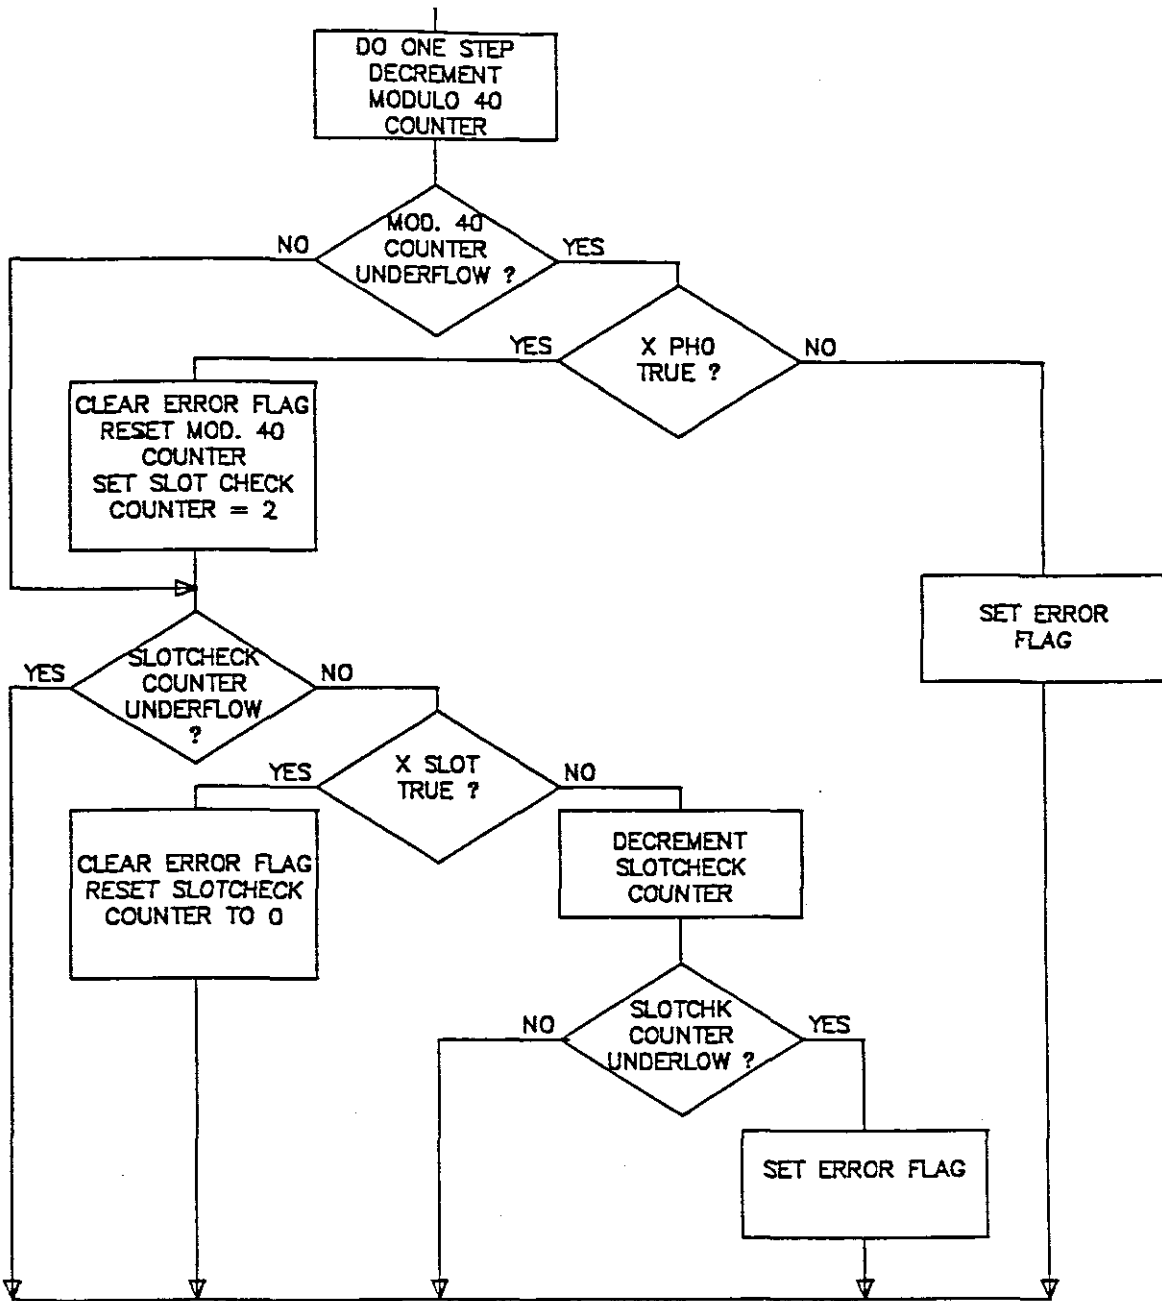 DO ONE STEP
DECREMENT
MODULO 40
COUNTER
MOD. 40
COUNTER
UNDERFLOW ?
NO
YES
X PHO
TRUE ?
YES
NO
CLEAR ERROR FLAG
RESET MOD. 40
COUNTER
SET SLOT CHECK
COUNTER = 2
SET ERROR
FLAG
SLOTCHECK
COUNTER
UNDERFLOW
?
YES
NO
X SLOT
TRUE ?
YES
NO
CLEAR ERROR FLAG
RESET SLOTCHECK
COUNTER TO 0
DECREMENT
SLOTCHECK
COUNTER
SLOTCHK
COUNTER
UNDERLOW ?
NO
YES
SET ERROR FLAG